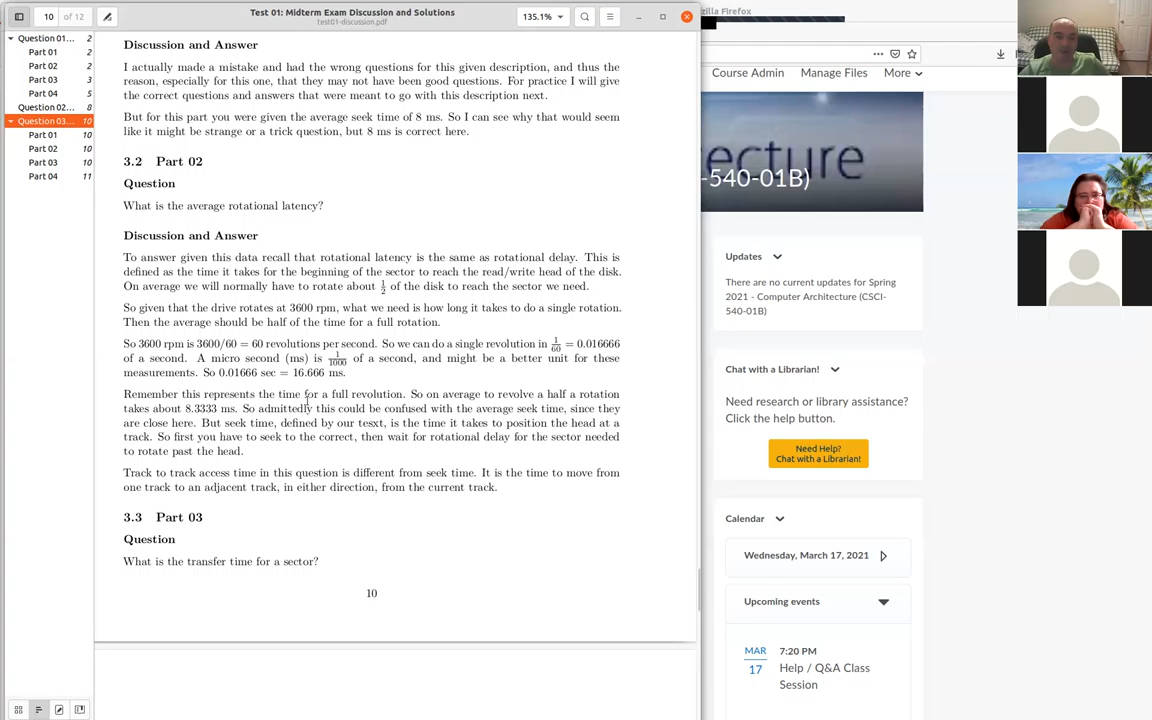 10 of 12
Test 01: Midterm Exam Discussion and Solutions
test01-discussion.pdf
135.1%
zilla Firefox
Question 01... 2
Part 01 2
Part 02 2
Part 03 3
Part 04 5
Question 02... 8
Question 03... 10
Part 01 10
Part 02 10
Part 03 10
Part 04 11
Discussion and Answer
I actually made a mistake and had the wrong questions for this given description, and thus the
reason, especially for this one, that they may not have been good questions. For practice I will give
the correct questions and answers that were meant to go with this description next.
But for this part you were given the average seek time of 8 ms. So I can see why that would seem
like it might be strange or a trick question, but 8 ms is correct here.
3.2 Part 02
Question
What is the average rotational latency?
Discussion and Answer
To answer given this data recall that rotational latency is the same as rotational delay. This is
defined as the time it takes for the beginning of the sector to reach the read/write head of the disk.
On average we will normally have to rotate about 1/2 of the disk to reach the sector we need.
So given that the drive rotates at 3600 rpm, what we need is how long it takes to do a single rotation.
Then the average should be half of the time for a full rotation.
So 3600 rpm is 3600/60 = 60 revolutions per second. So we can do a single revolution in 1/60 = 0.016666
of a second. A micro second (ms) is 1/1000 of a second, and might be a better unit for these
measurements. So 0.01666 sec = 16.666 ms.
Remember this represents the time for a full revolution. So on average to revolve a half a rotation
takes about 8.3333 ms. So admittedly this could be confused with the average seek time, since they
are close here. But seek time, defined by our tesxt, is the time it takes to position the head at a
track. So first you have to seek to the correct, then wait for rotational delay for the sector needed
to rotate past the head.
Track to track access time in this question is different from seek time. It is the time to move from
one track to an adjacent track, in either direction, from the current track.
3.3 Part 03
Question
What is the transfer time for a sector?
10
Course Admin Manage Files More
ecture
-540-01B)
Updates
There are no current updates for Spring
2021 - Computer Architecture (CSCI-
540-01B)
Chat with a Librarian!
Need research or library assistance?
Click the help button.
Need Help?
Chat with a Librarian!
Calendar
Wednesday, March 17, 2021
Upcoming events
MAR
17
7:20 PM
Help / Q&A Class
Session